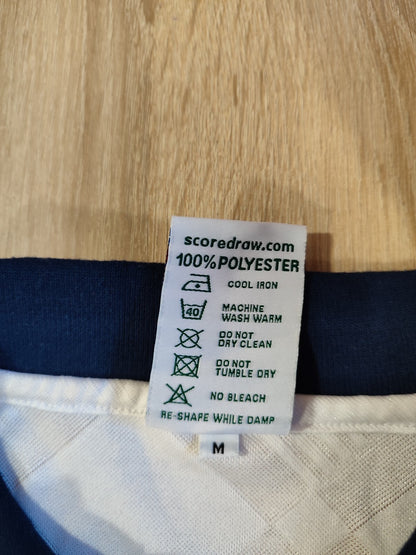 scoredraw.com
100% POLYESTER
COOL IRON
40 MACHINE
WASH WARM
DO NOT
DRY CLEAN
DO NOT
TUMBLE DRY
NO BLEACH
RE-SHAPE WHILE DAMP
M